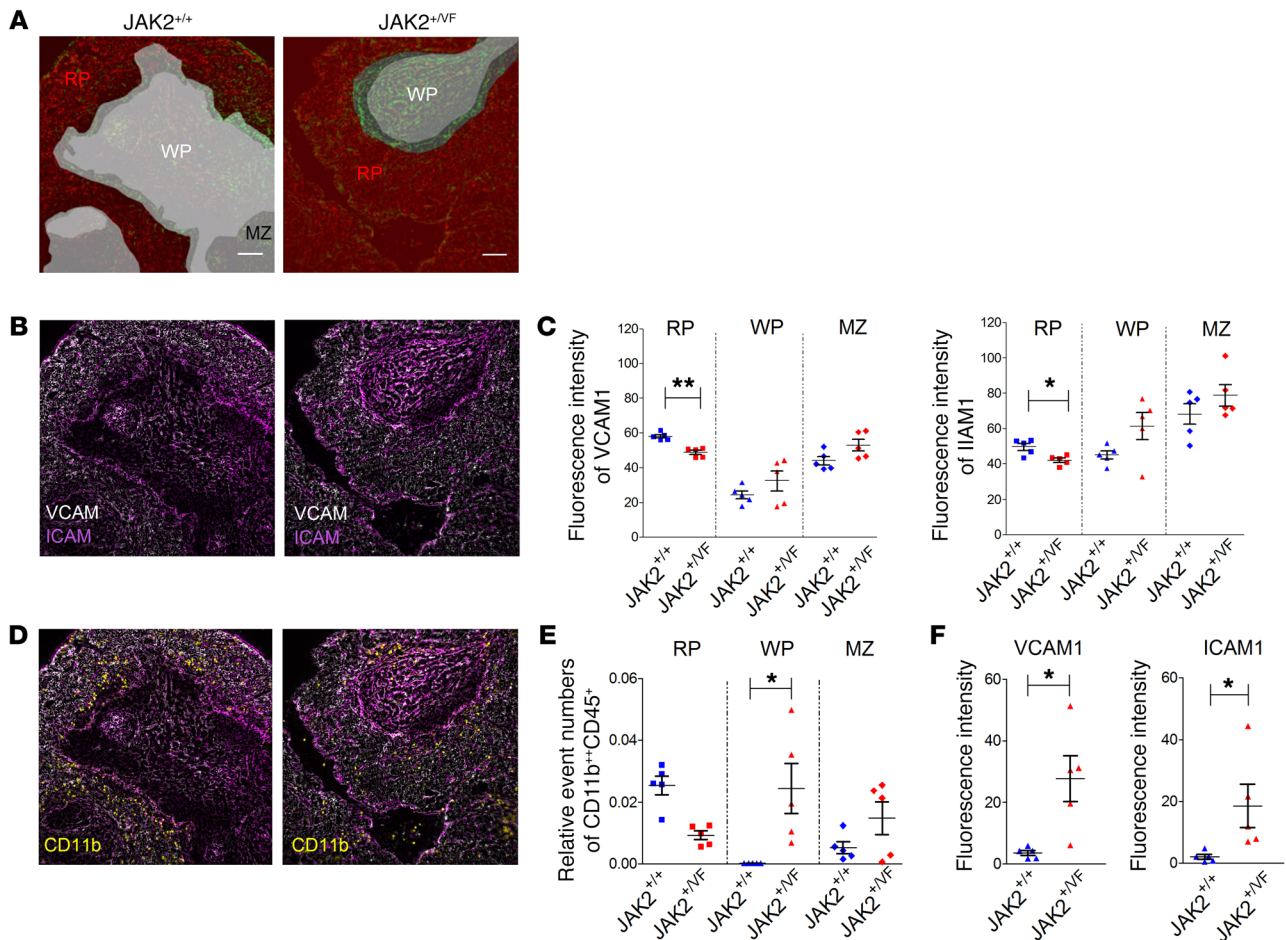 A
JAK2+/+
JAK2+/VF
RP
WP
MZ
WP
RP
B
VCAM
ICAM
VCAM
ICAM
C
Fluorescence intensity
of VCAM1
RP
WP
MZ
120
100
80
60
40
20
0
**
JAK2+/+
JAK2+/VF
JAK2+/+
JAK2+/VF
JAK2+/+
JAK2+/VF
Fluorescence intensity
of IIAM1
RP
WP
MZ
120
100
80
60
40
20
0
*
JAK2+/+
JAK2+/VF
JAK2+/+
JAK2+/VF
JAK2+/+
JAK2+/VF
D
CD11b
CD11b
E
Relative event numbers
of CD11b++CD45+
RP
WP
MZ
0.06
0.04
0.02
0.00
*
JAK2+/+
JAK2+/VF
JAK2+/+
JAK2+/VF
JAK2+/+
JAK2+/VF
F
VCAM1
Fluorescence intensity
60
40
20
0
*
JAK2+/+
JAK2+/VF
ICAM1
Fluorescence intensity
60
40
20
0
*
JAK2+/+
JAK2+/VF